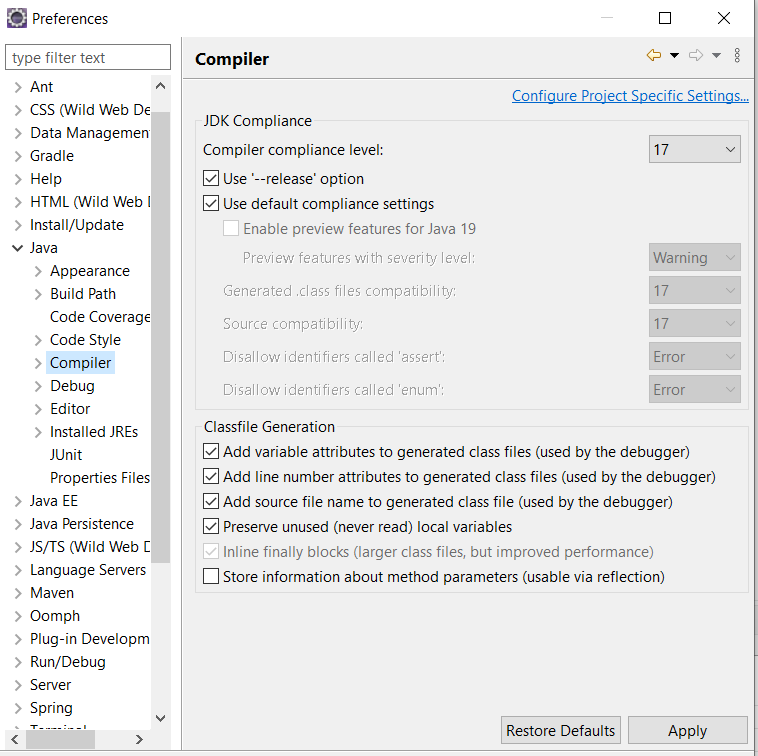 Preferences
type filter text
Compiler
Configure Project Specific Settings...
Ant
CSS (Wild Web De
Data Management
Gradle
Help
HTML (Wild Web D
Install/Update
Java
Appearance
Build Path
Code Coverage
Code Style
Compiler
Debug
Editor
Installed JREs
JUnit
Properties Files
Java EE
Java Persistence
JS/TS (Wild Web D
Language Servers
Maven
Oomph
Plug-in Developm
Run/Debug
Server
Spring
Terminal
JDK Compliance
Compiler compliance level: 17
Use '--release' option
Use default compliance settings
Enable preview features for Java 19
Preview features with severity level: Warning
Generated .class files compatibility: 17
Source compatibility: 17
Disallow identifiers called 'assert': Error
Disallow identifiers called 'enum': Error
Classfile Generation
Add variable attributes to generated class files (used by the debugger)
Add line number attributes to generated class files (used by the debugger)
Add source file name to generated class file (used by the debugger)
Preserve unused (never read) local variables
Inline finally blocks (larger class files, but improved performance)
Store information about method parameters (usable via reflection)
Restore Defaults
Apply